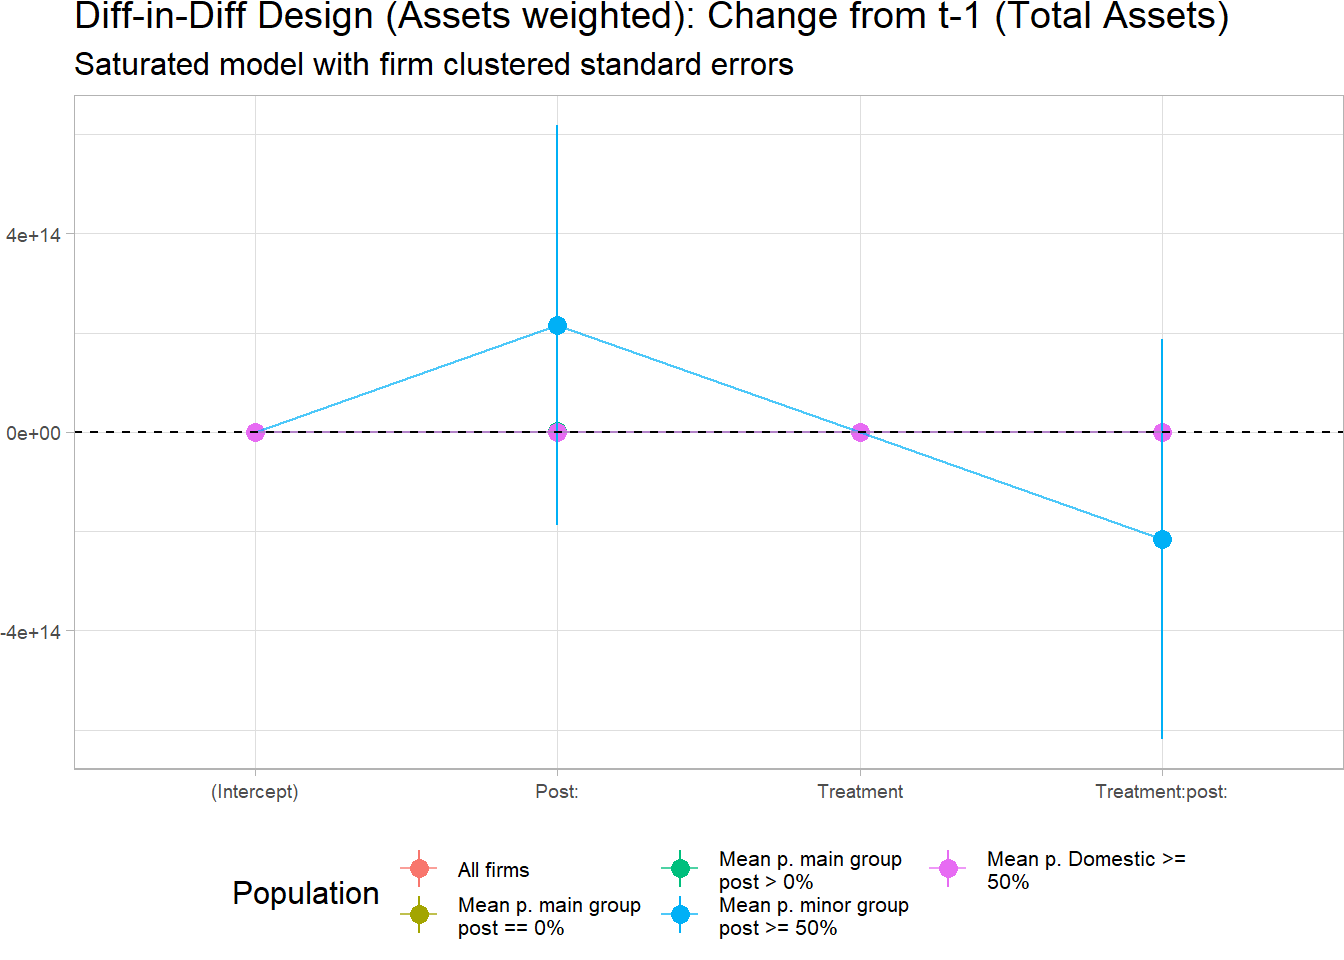 Diff-in-Diff Design (Assets weighted): Change from t-1 (Total Assets)
Saturated model with firm clustered standard errors
4e+14
0e+00
-4e+14
(Intercept)
Post:
Treatment
Treatment:post:
Population
All firms
Mean p. main group
post == 0%
Mean p. main group
post > 0%
Mean p. minor group
post >= 50%
Mean p. Domestic >=
50%